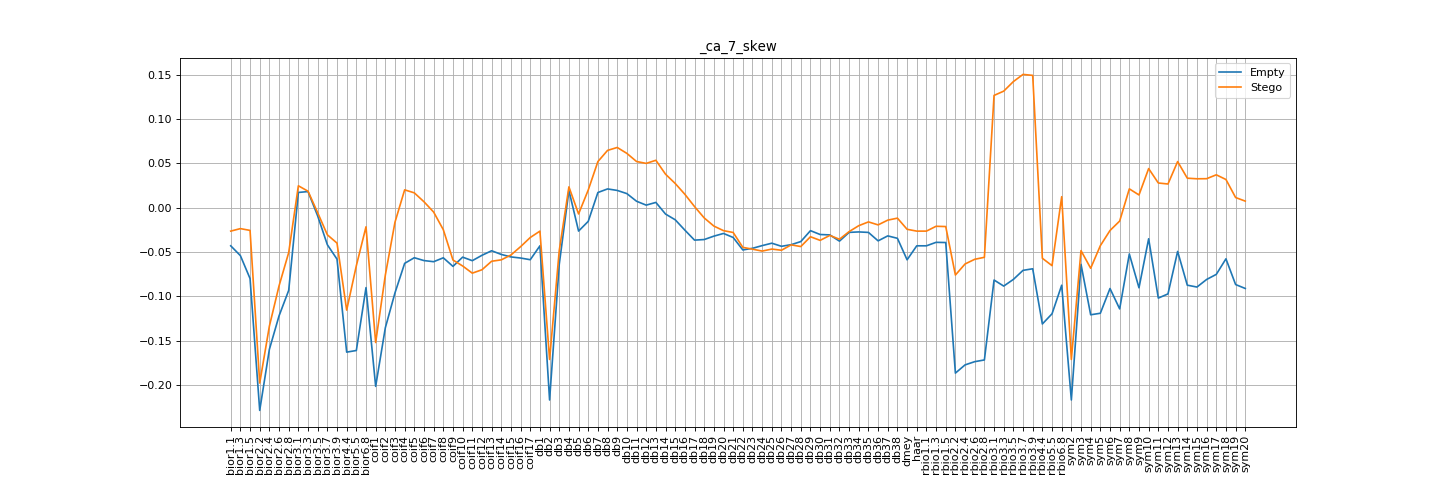 _ca_7_skew
Empty
Stego
0.15
0.10
0.05
0.00
−0.05
−0.10
−0.15
−0.20
bior1.1
bior1.3
bior1.5
bior2.2
bior2.4
bior2.6
bior2.8
bior3.1
bior3.3
bior3.5
bior3.7
bior3.9
bior4.4
bior5.5
bior6.8
coif1
coif2
coif3
coif4
coif5
coif6
coif7
coif8
coif9
coif10
coif11
coif12
coif13
coif14
coif15
coif16
coif17
db1
db2
db3
db4
db5
db6
db7
db8
db9
db10
db11
db12
db13
db14
db15
db16
db17
db18
db19
db20
db21
db22
db23
db24
db25
db26
db27
db28
db29
db30
db31
db32
db33
db34
db35
db36
db37
db38
dmey
haar
rbio1.1
rbio1.3
rbio1.5
rbio2.2
rbio2.4
rbio2.6
rbio2.8
rbio3.1
rbio3.3
rbio3.5
rbio3.7
rbio3.9
rbio4.4
rbio5.5
rbio6.8
sym2
sym3
sym4
sym5
sym6
sym7
sym8
sym9
sym10
sym11
sym12
sym13
sym14
sym15
sym16
sym17
sym18
sym19
sym20